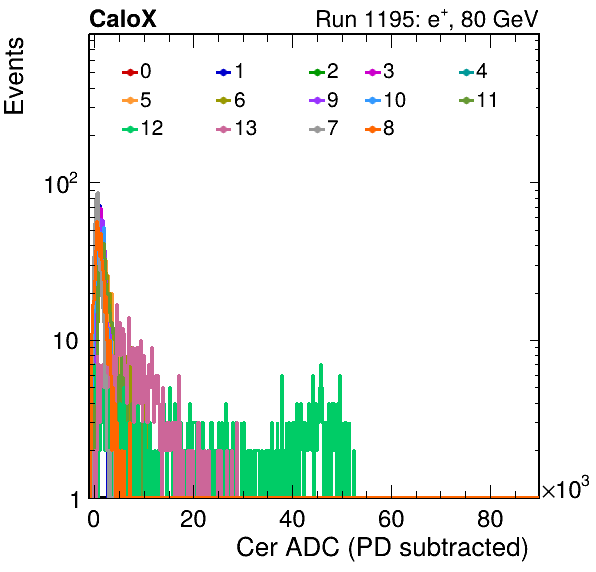 CaloX Run 1195: e⁺, 80 GeV
Events
0 1 2 3 4
5 6 9 10 11
12 13 7 8
10²
10
1
0 20 40 60 80 ×10³
Cer ADC (PD subtracted)